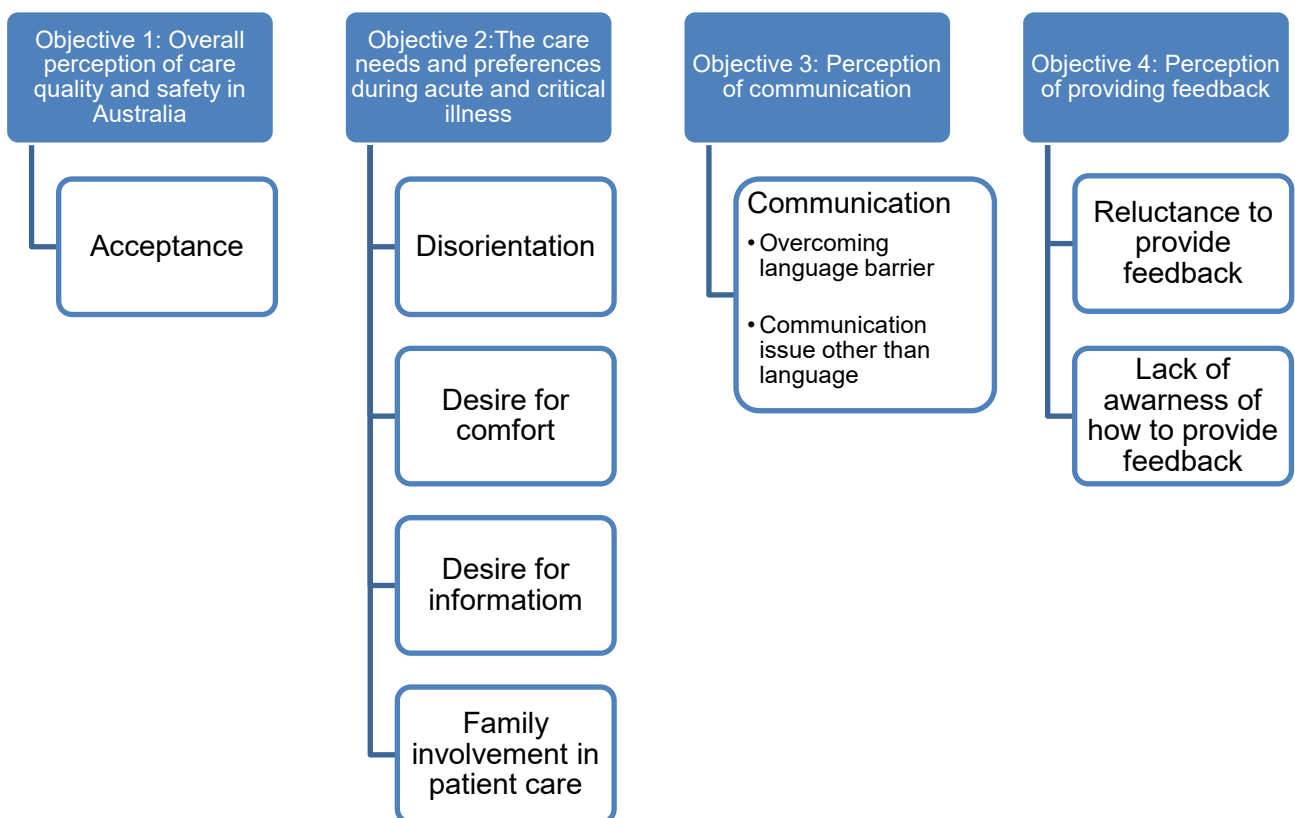 Objective 1: Overall
perception of care
quality and safety in
Australia
Acceptance
Objective 2:The care
needs and preferences
during acute and critical
illness
Disorientation
Desire for
comfort
Desire for
informatiom
Family
involvement in
patient care
Objective 3: Perception
of communication
Communication
• Overcoming
language barrier
• Communication
issue other than
language
Objective 4: Perception
of providing feedback
Reluctance to
provide
feedback
Lack of
awarness of
how to provide
feedback